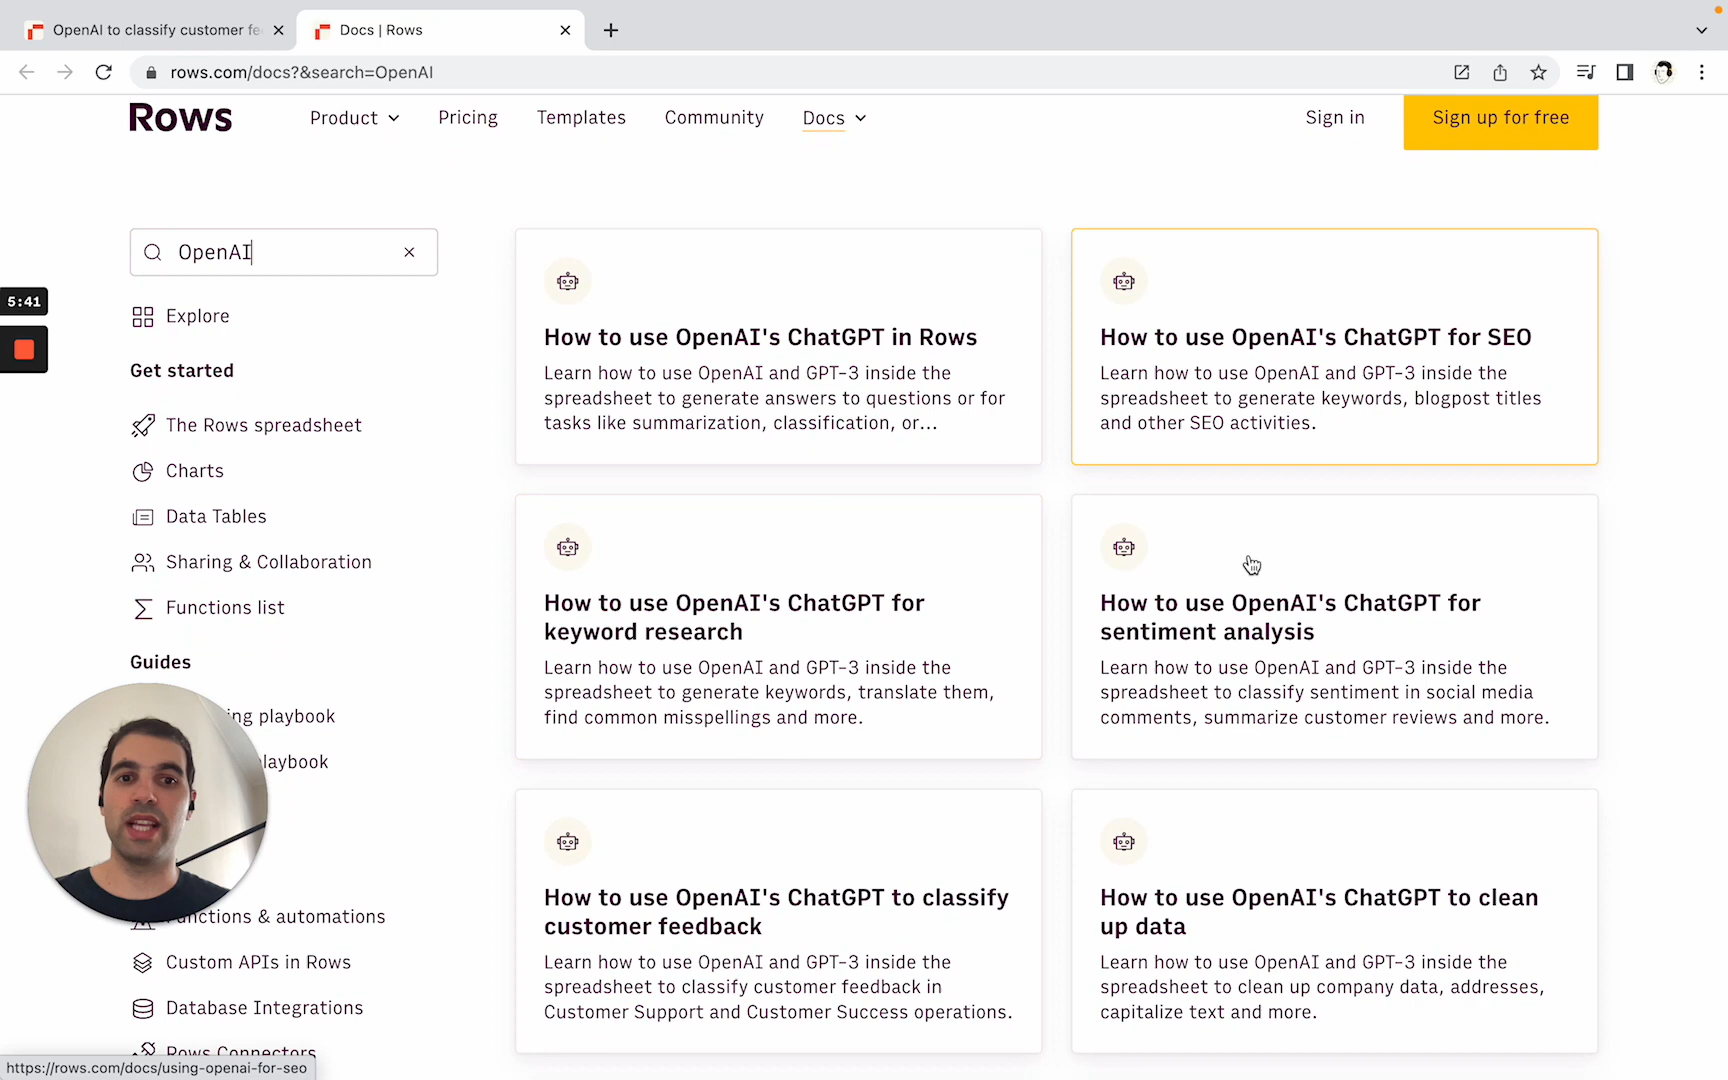 OpenAI to classify customer fe
Docs | Rows
rows.com/docs?&search=OpenAI
Rows
Product
Pricing
Templates
Community
Docs
Sign in
Sign up for free
OpenAI
5:41
Explore
Get started
The Rows spreadsheet
Charts
Data Tables
Sharing & Collaboration
Functions list
Guides
ing playbook
laybook
Functions & automations
Custom APIs in Rows
Database Integrations
Rows Connectors
How to use OpenAI's ChatGPT in Rows
Learn how to use OpenAI and GPT-3 inside the
spreadsheet to generate answers to questions or for
tasks like summarization, classification, or...
How to use OpenAI's ChatGPT for SEO
Learn how to use OpenAI and GPT-3 inside the
spreadsheet to generate keywords, blogpost titles
and other SEO activities.
How to use OpenAI's ChatGPT for
keyword research
Learn how to use OpenAI and GPT-3 inside the
spreadsheet to generate keywords, translate them,
find common misspellings and more.
How to use OpenAI's ChatGPT for
sentiment analysis
Learn how to use OpenAI and GPT-3 inside the
spreadsheet to classify sentiment in social media
comments, summarize customer reviews and more.
How to use OpenAI's ChatGPT to classify
customer feedback
Learn how to use OpenAI and GPT-3 inside the
spreadsheet to classify customer feedback in
Customer Support and Customer Success operations.
How to use OpenAI's ChatGPT to clean
up data
Learn how to use OpenAI and GPT-3 inside the
spreadsheet to clean up company data, addresses,
capitalize text and more.
https://rows.com/docs/using-openai-for-seo